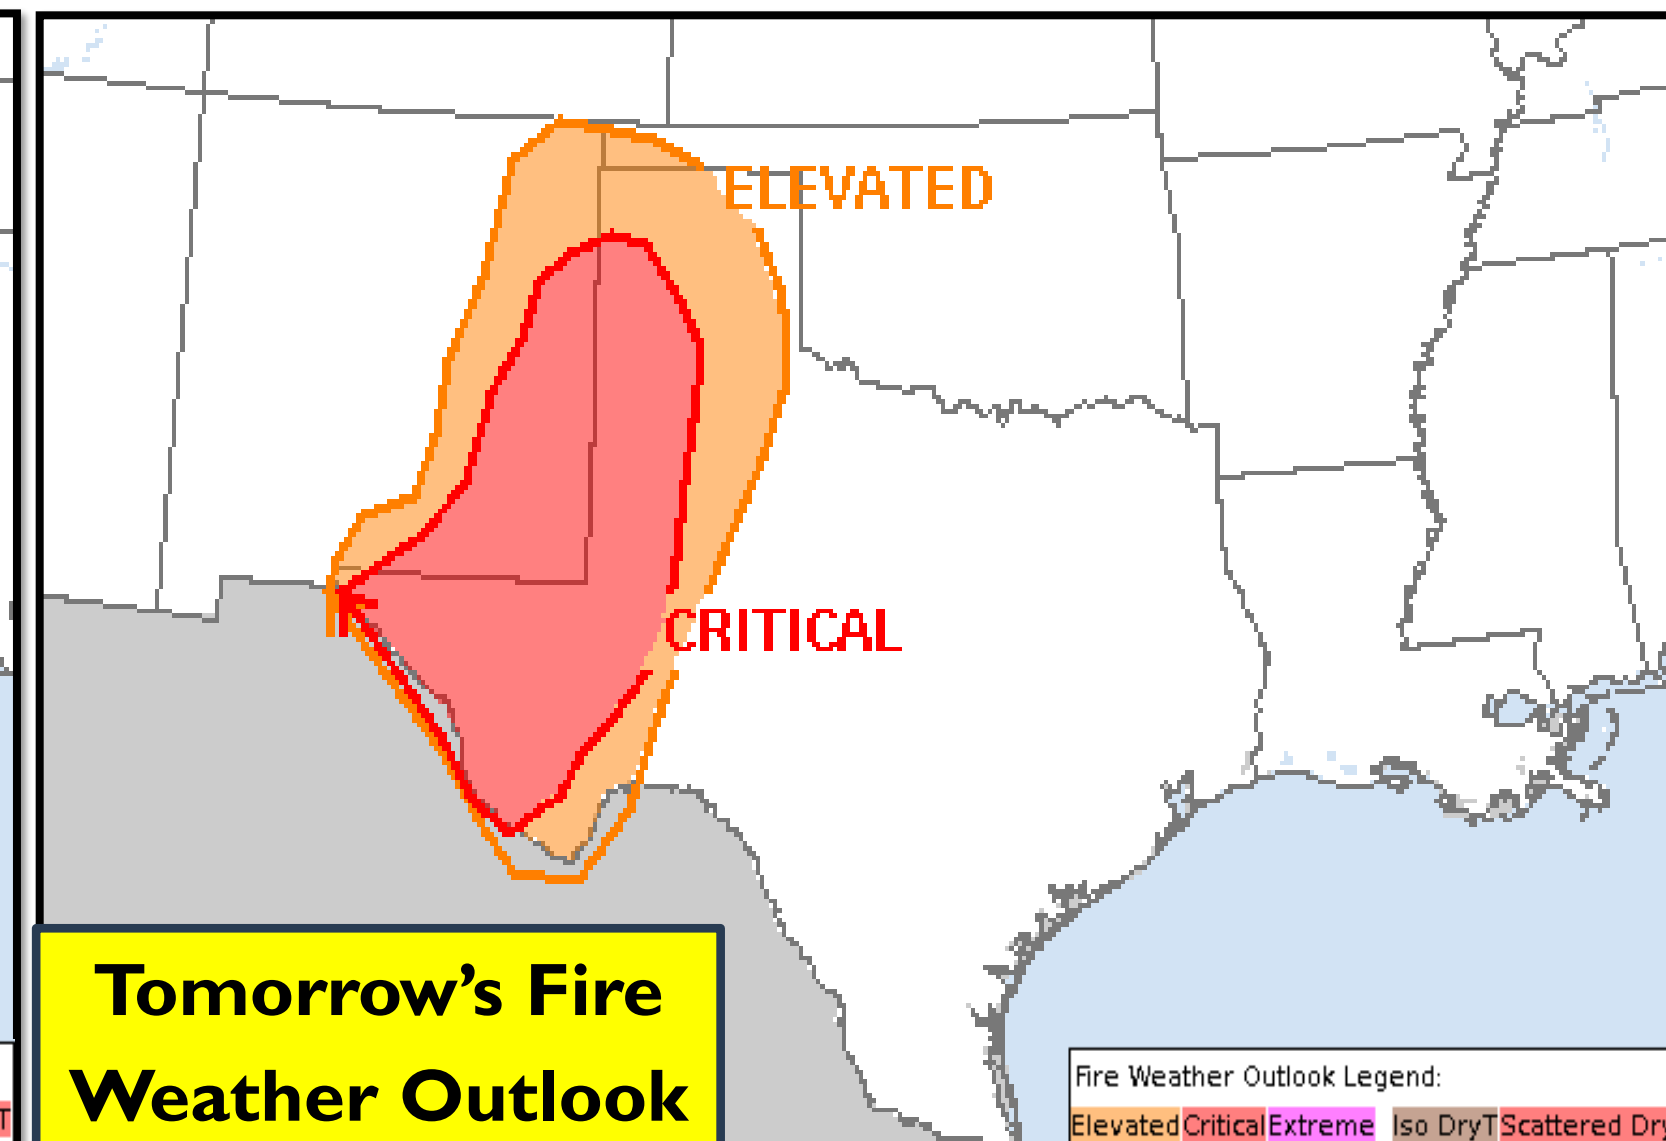 ELEVATED
CRITICAL
Tomorrow's Fire
Weather Outlook
Fire Weather Outlook Legend:
Elevated Critical Extreme Iso DryT Scattered Dry
T